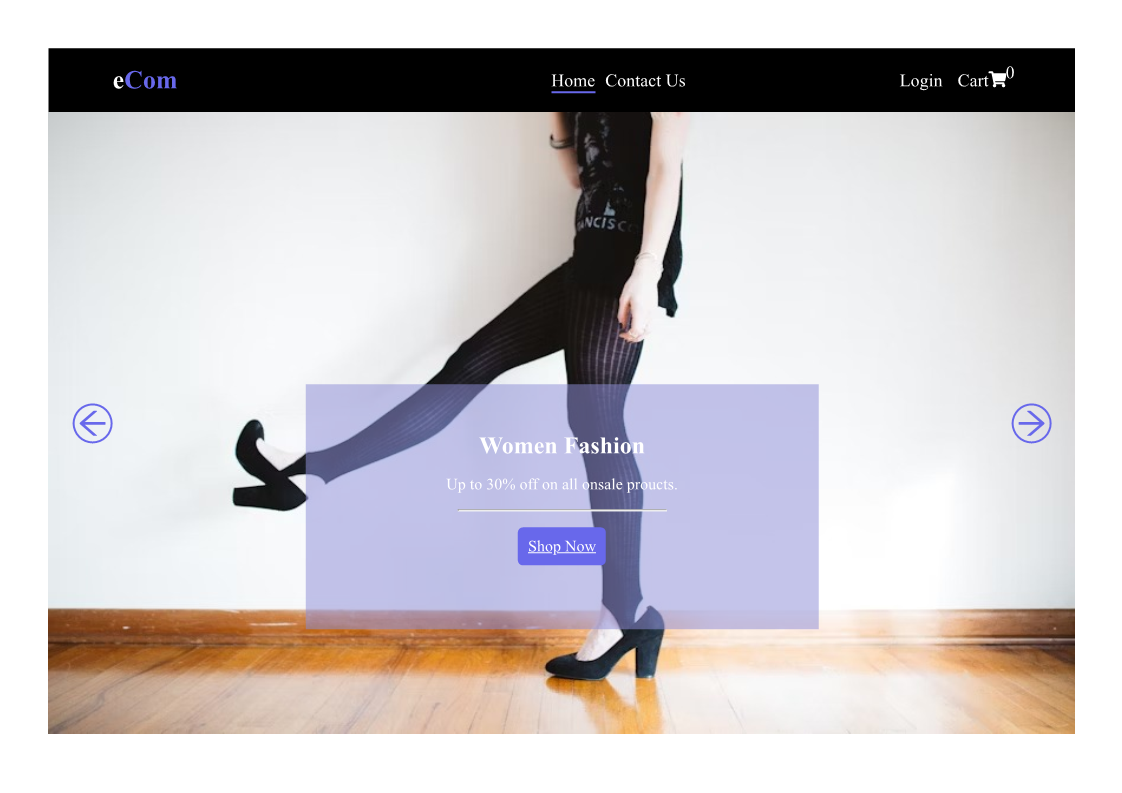 eCom
Home Contact Us
Login Cart 0
Women Fashion
Up to 30% off on all onsale proucts.
Shop Now